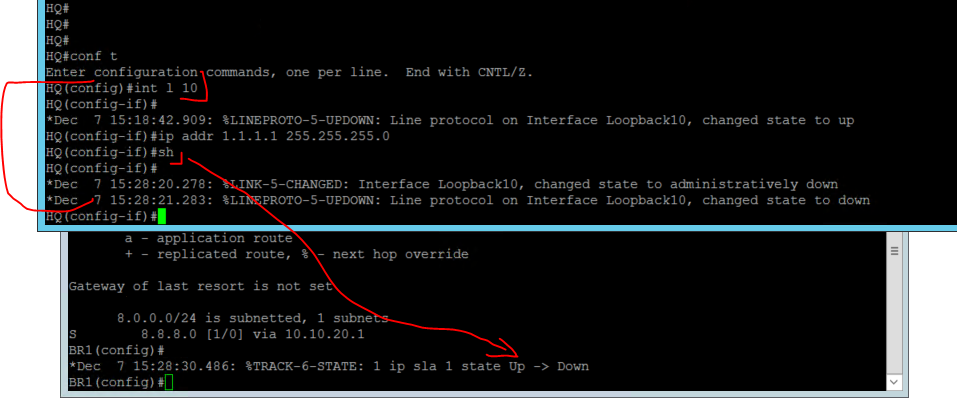 HQ#
HQ#
HQ#
HQ#conf t
Enter configuration commands, one per line.  End with CNTL/Z.
HQ(config)#int l 10
HQ(config-if)#
*Dec  7 15:18:42.909: %LINEPROTO-5-UPDOWN: Line protocol on Interface Loopback10, changed state to up
HQ(config-if)#ip addr 1.1.1.1 255.255.255.0
HQ(config-if)#sh
HQ(config-if)#
*Dec  7 15:28:20.278: %LINK-5-CHANGED: Interface Loopback10, changed state to administratively down
*Dec  7 15:28:21.283: %LINEPROTO-5-UPDOWN: Line protocol on Interface Loopback10, changed state to down
HQ(config-if)#
a - application route
+ - replicated route, % - next hop override
Gateway of last resort is not set
8.0.0.0/24 is subnetted, 1 subnets
S        8.8.8.0 [1/0] via 10.10.20.1
BR1(config)#
*Dec  7 15:28:30.486: %TRACK-6-STATE: 1 ip sla 1 state Up -> Down
BR1(config)#